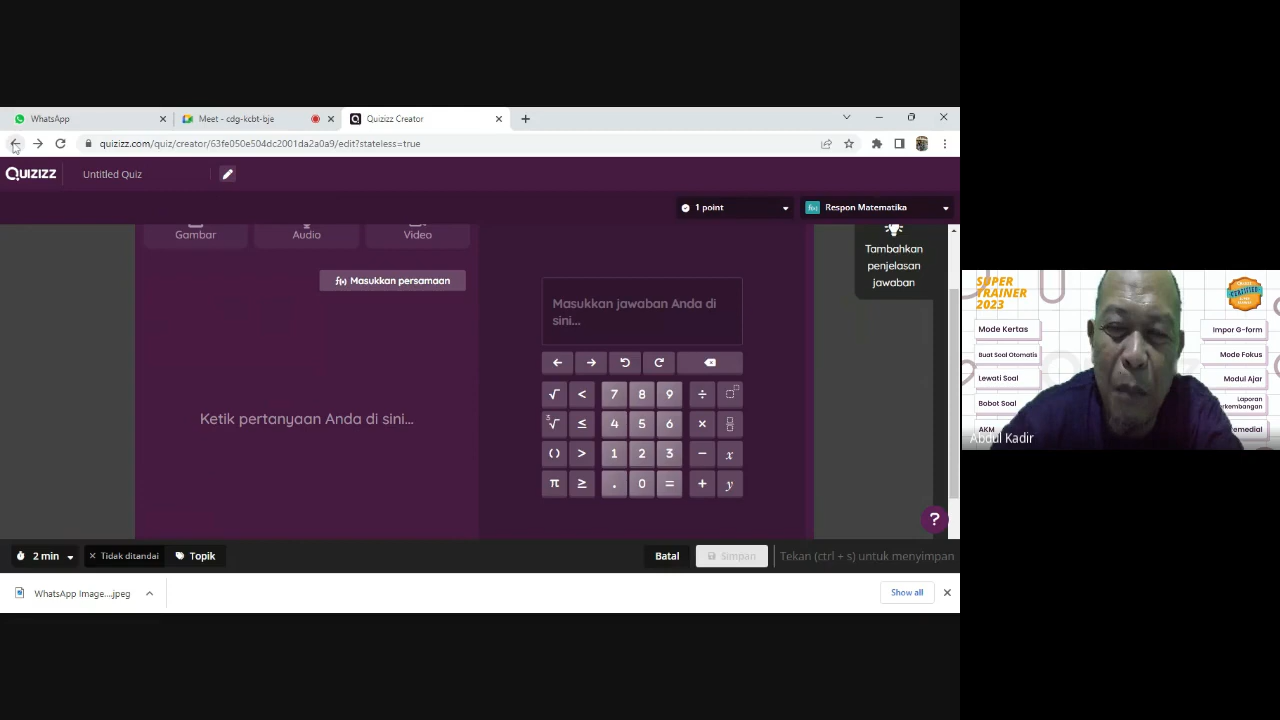 WhatsApp
Meet - cdg-kcbt-bje
Quizizz Creator
quizizz.com/quiz/creator/63fe050e504dc2001da2a0a9/edit?stateless=true
QUIZIZZ
Untitled Quiz
1 point
f(x) Respon Matematika
Gambar
Audio
Video
Tambahkan
penjelasan
jawaban
f(x) Masukkan persamaan
Masukkan jawaban Anda di
sini...
Ketik pertanyaan Anda di sini...
← → 
√ < 7 8 9 ÷
√ ≤ 4 5 6 ×
() > 1 2 3 − x
π ≥ . 0 = + y
?
2 min
× Tidak ditandai
Topik
Batal
Simpan
Tekan (ctrl + s) untuk menyimpan
WhatsApp Image....jpeg
Show all
SUPER
TRAINER
2023
Mode Kertas
Buat Soal Otomatis
Lewati Soal
Bobot Soal
AKM
Abdul Kadir
Impor G-form
Mode Fokus
Modul Ajar
Laporan